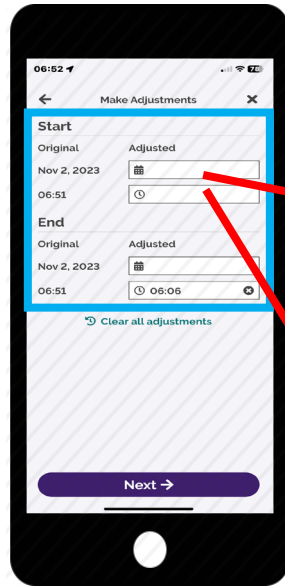 06:52
Make Adjustments
Start
Original Adjusted
Nov 2, 2023
06:51
End
Original Adjusted
Nov 2, 2023
06:51 06:06
Clear all adjustments
Next →